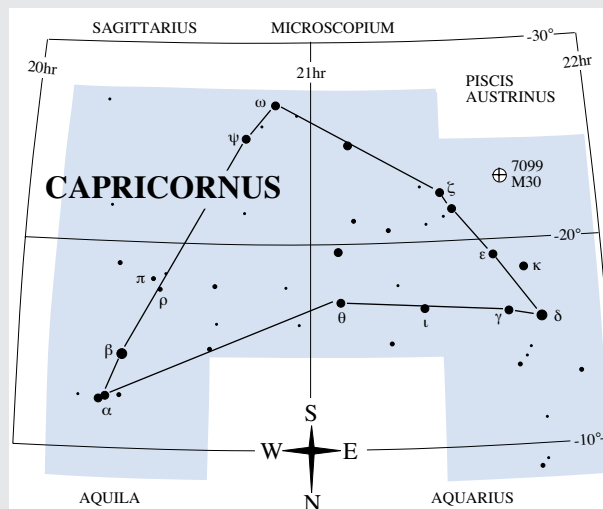 SAGITTARIUS MICROSCOPIUM
-30°
20hr
21hr
22hr
PISCIS
AUSTRINUS
ω
ψ
7099
M30
CAPRICORNUS
ζ
-20°
ε
κ
π
ρ
θ
ι
γ
δ
β
α
S
W E
N
-10°
AQUILA AQUARIUS